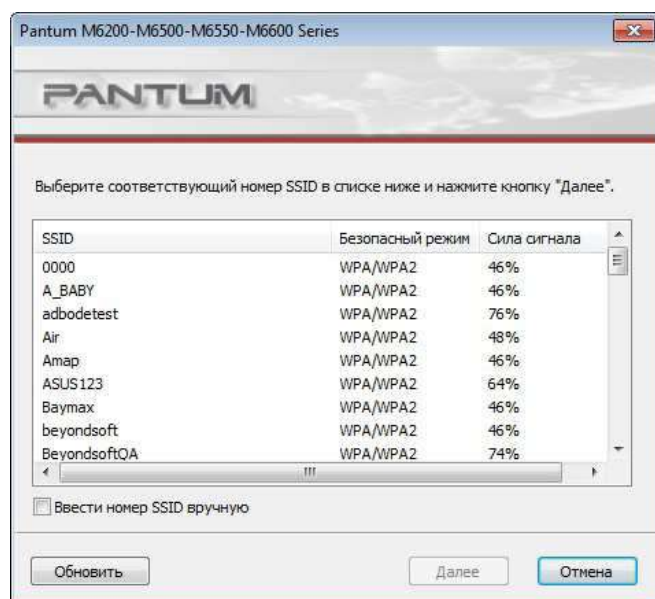 Pantum M6200-M6500-M6550-M6600 Series
PANTUM
Выберите соответствующий номер SSID в списке ниже и нажмите кнопку "Далее".
SSID Безопасный режим Сила сигнала
0000 WPA/WPA2 46%
A_BABY WPA/WPA2 46%
adbodetest WPA/WPA2 76%
Air WPA/WPA2 48%
Amap WPA/WPA2 46%
ASUS123 WPA/WPA2 64%
Baymax WPA/WPA2 46%
beyondsoft WPA/WPA2 46%
BeyondsoftQA WPA/WPA2 74%
Ввести номер SSID вручную
Обновить Далее Отмена